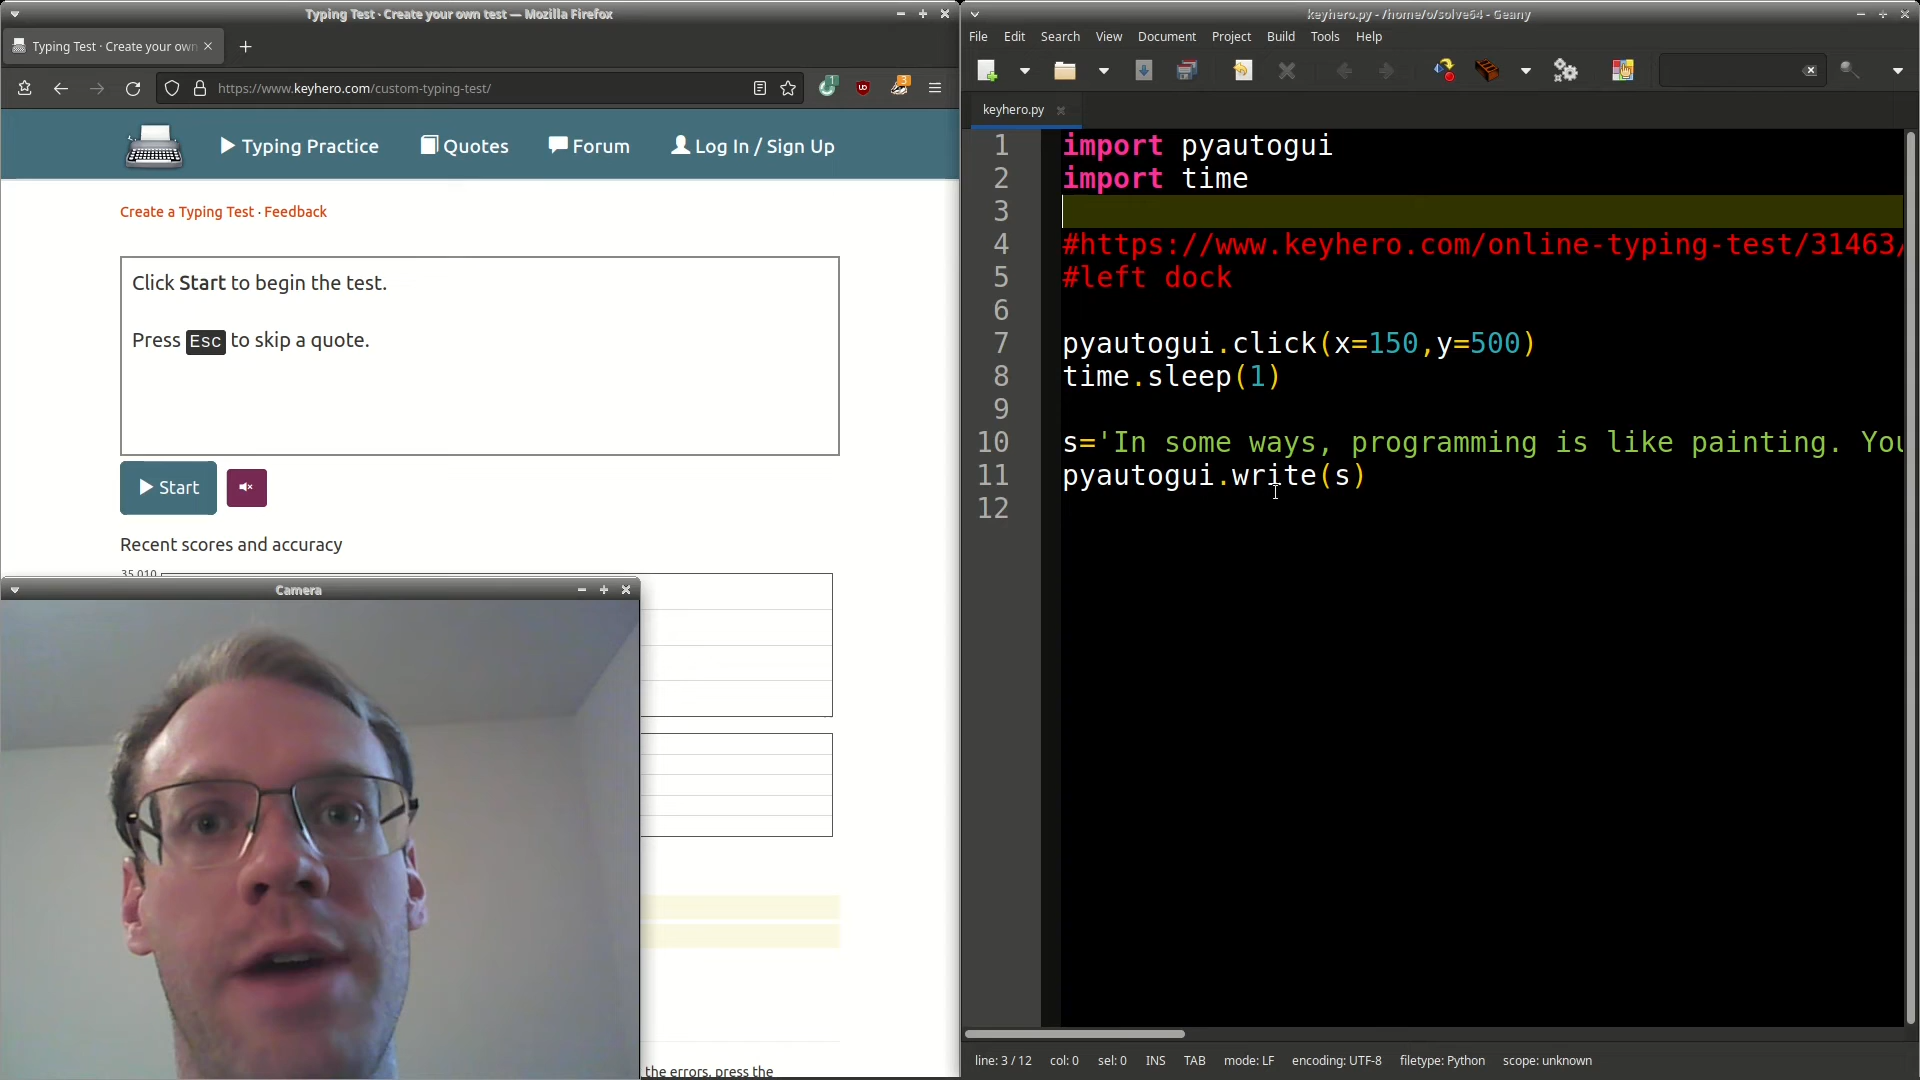 Typing Test · Create your own test — Mozilla Firefox
Typing Test · Create your own
https://www.keyhero.com/custom-typing-test/
1
3
Typing Practice
Quotes
Forum
Log In / Sign Up
Create a Typing Test · Feedback
Click Start to begin the test.
Press Esc to skip a quote.
Start
Recent scores and accuracy
35,010
Camera
the errors, press the
keyhero.py - /home/o/solve64 - Geany
File Edit Search View Document Project Build Tools Help
keyhero.py
1 import pyautogui
2 import time
3
4 #https://www.keyhero.com/online-typing-test/31463/
5 #left dock
6
7 pyautogui.click(x=150,y=500)
8 time.sleep(1)
9
10 s='In some ways, programming is like painting. You
11 pyautogui.write(s)
12
line: 3 / 12 col: 0 sel: 0 INS TAB mode: LF encoding: UTF-8 filetype: Python scope: unknown